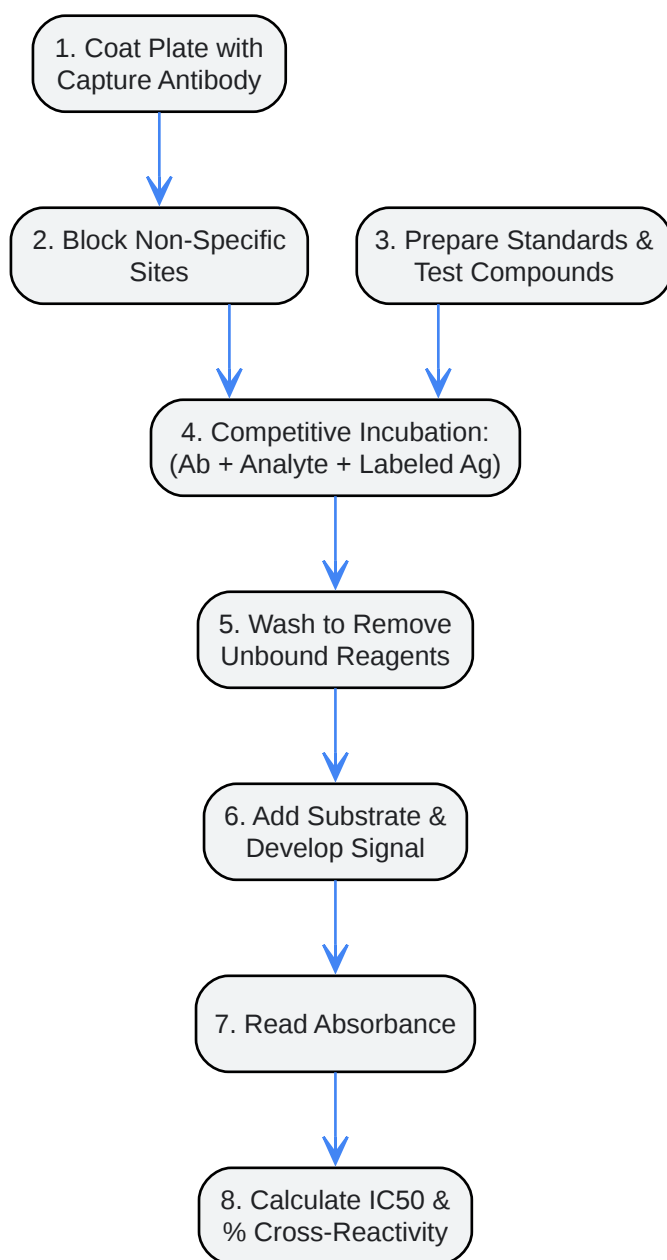 1. Coat Plate with
Capture Antibody
2. Block Non-Specific
Sites
3. Prepare Standards &
Test Compounds
4. Competitive Incubation:
(Ab + Analyte + Labeled Ag)
5. Wash to Remove
Unbound Reagents
6. Add Substrate &
Develop Signal
7. Read Absorbance
8. Calculate IC50 &
% Cross-Reactivity